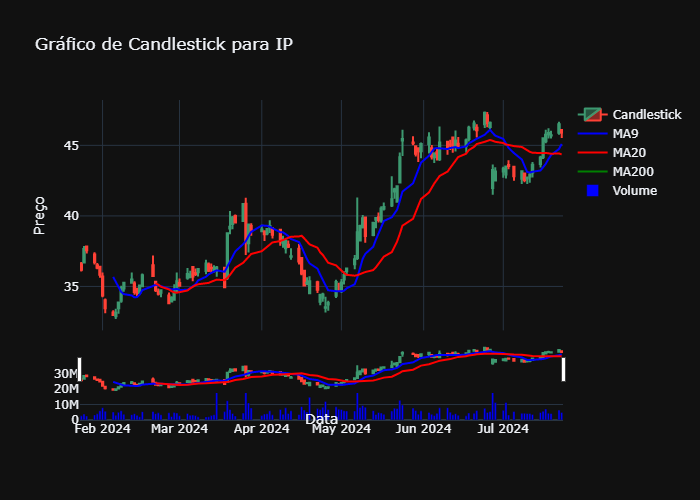 Gráfico de Candlestick para IP
Candlestick
MA9
MA20
MA200
Volume
Preço
45
40
35
30M
20M
10M
0
Data
Feb 2024
Mar 2024
Apr 2024
May 2024
Jun 2024
Jul 2024